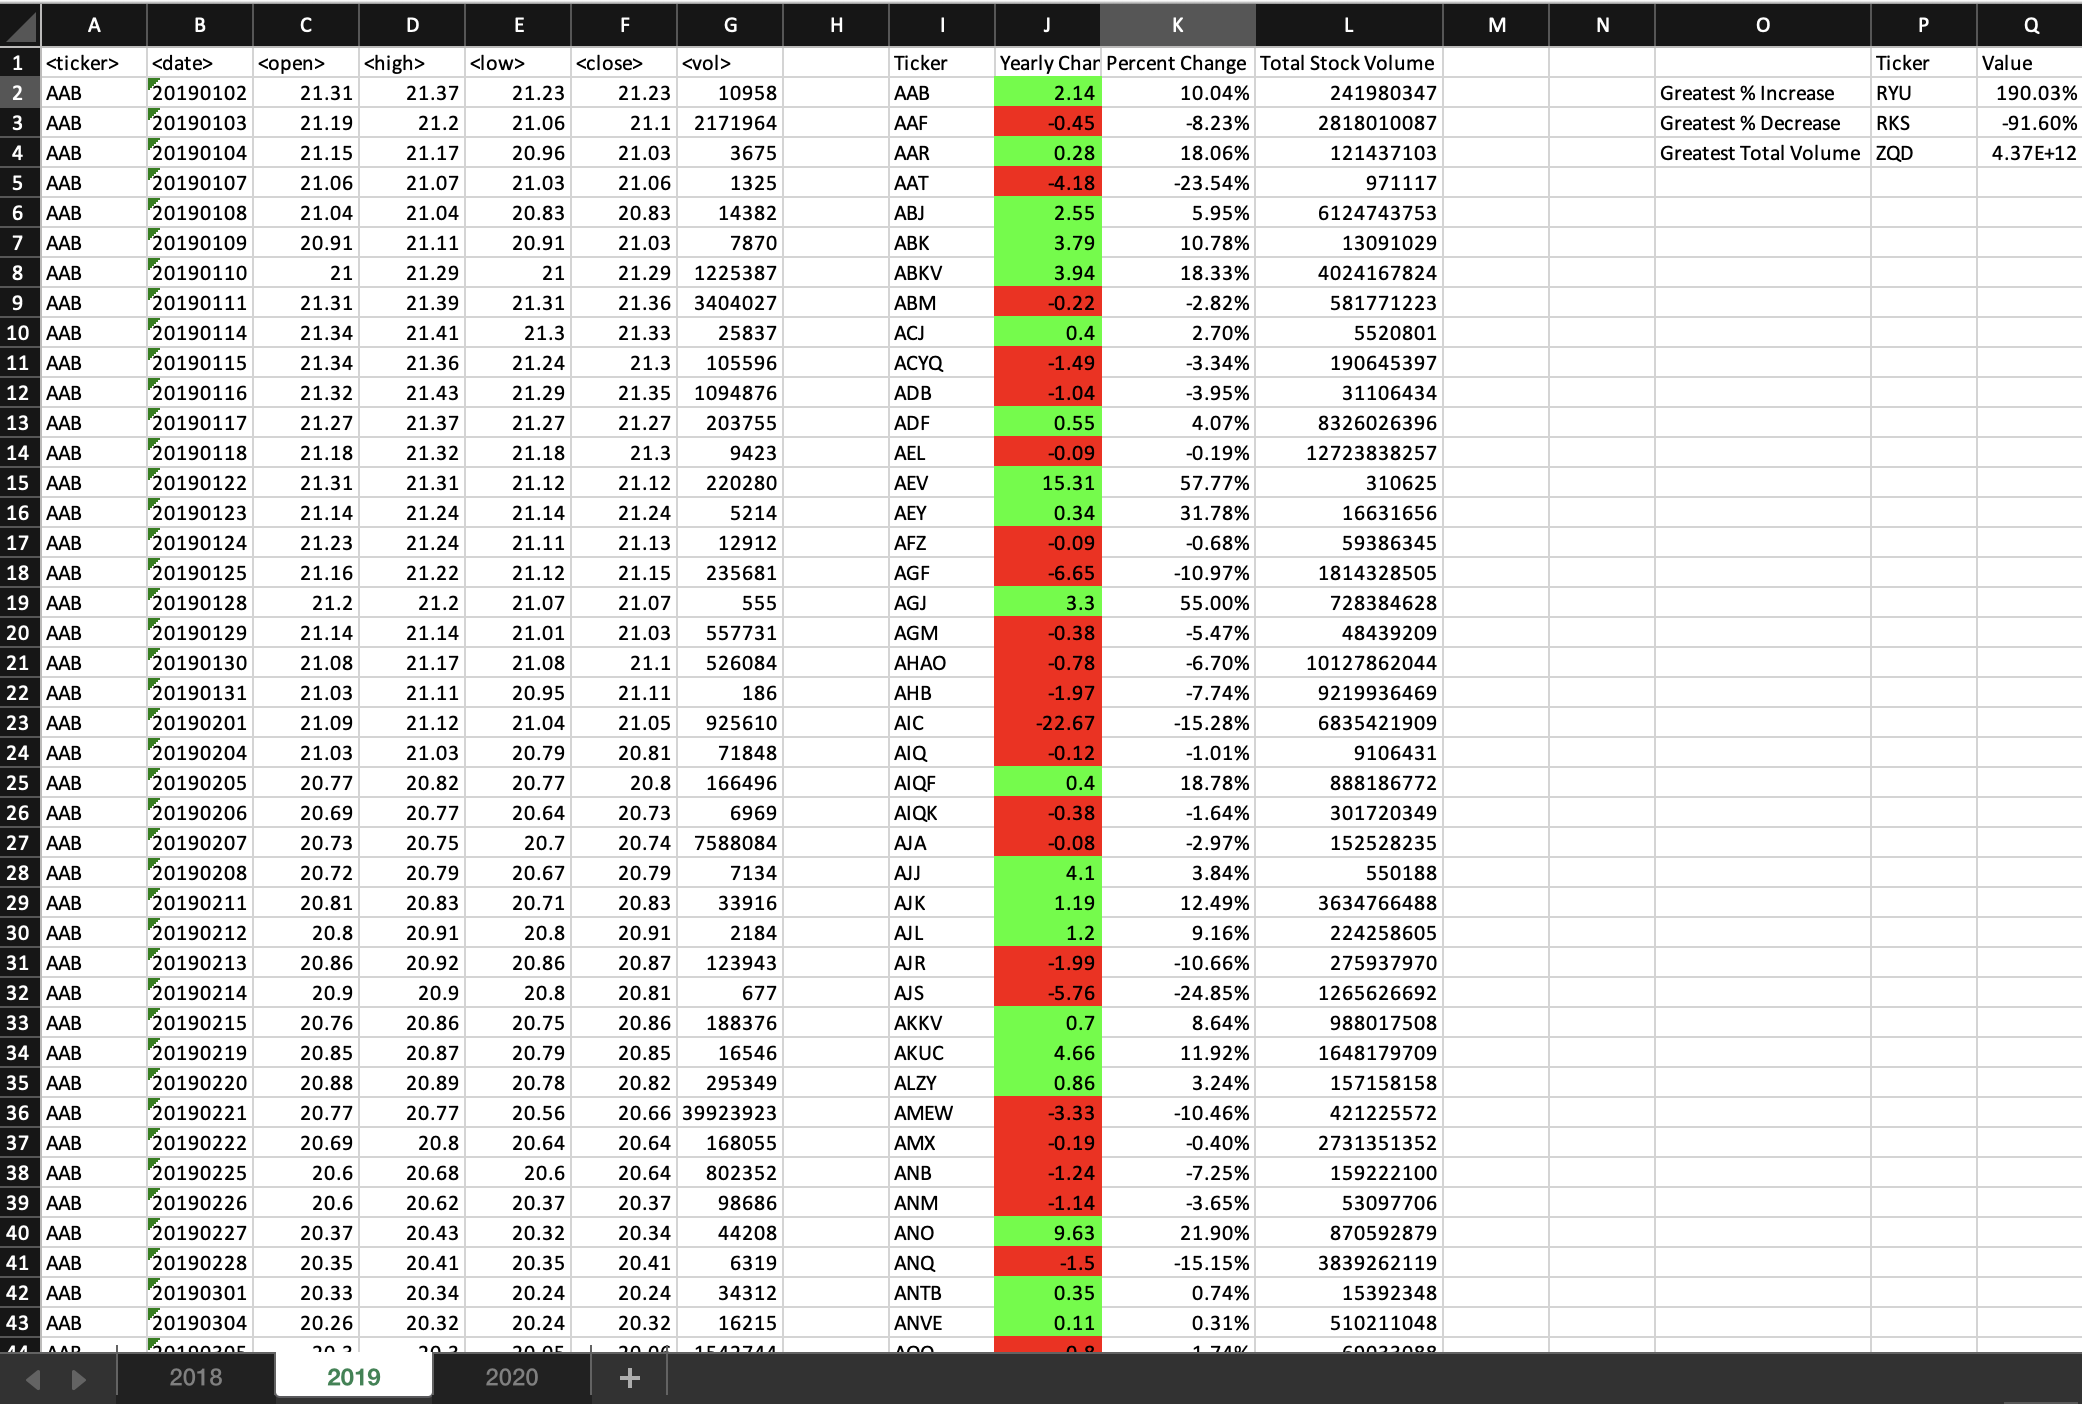 A B C D E F G H I J K L M N O P Q
1 <ticker> <date> <open> <high> <low> <close> <vol> Ticker Yearly Char Percent Change Total Stock Volume Ticker Value
2 AAB 20190102 21.31 21.37 21.23 21.23 10958 AAB 2.14 10.04% 241980347 Greatest % Increase RYU 190.03%
3 AAB 20190103 21.19 21.2 21.06 21.1 2171964 AAF -0.45 -8.23% 2818010087 Greatest % Decrease RKS -91.60%
4 AAB 20190104 21.15 21.17 20.96 21.03 3675 AAR 0.28 18.06% 121437103 Greatest Total Volume ZQD 4.37E+12
5 AAB 20190107 21.06 21.07 21.03 21.06 1325 AAT -4.18 -23.54% 971117
6 AAB 20190108 21.04 21.04 20.83 20.83 14382 ABJ 2.55 5.95% 6124743753
7 AAB 20190109 20.91 21.11 20.91 21.03 7870 ABK 3.79 10.78% 13091029
8 AAB 20190110 21 21.29 21 21.29 1225387 ABKV 3.94 18.33% 4024167824
9 AAB 20190111 21.31 21.39 21.31 21.36 3404027 ABM -0.22 -2.82% 581771223
10 AAB 20190114 21.34 21.41 21.3 21.33 25837 ACJ 0.4 2.70% 5520801
11 AAB 20190115 21.34 21.36 21.24 21.3 105596 ACYQ -1.49 -3.34% 190645397
12 AAB 20190116 21.32 21.43 21.29 21.35 1094876 ADB -1.04 -3.95% 31106434
13 AAB 20190117 21.27 21.37 21.27 21.27 203755 ADF 0.55 4.07% 8326026396
14 AAB 20190118 21.18 21.32 21.18 21.3 9423 AEL -0.09 -0.19% 12723838257
15 AAB 20190122 21.31 21.31 21.12 21.12 220280 AEV 15.31 57.77% 310625
16 AAB 20190123 21.14 21.24 21.14 21.24 5214 AEY 0.34 31.78% 16631656
17 AAB 20190124 21.23 21.24 21.11 21.13 12912 AFZ -0.09 -0.68% 59386345
18 AAB 20190125 21.16 21.22 21.12 21.15 235681 AGF -6.65 -10.97% 1814328505
19 AAB 20190128 21.2 21.2 21.07 21.07 555 AGJ 3.3 55.00% 728384628
20 AAB 20190129 21.14 21.14 21.01 21.03 557731 AGM -0.38 -5.47% 48439209
21 AAB 20190130 21.08 21.17 21.08 21.1 526084 AHAO -0.78 -6.70% 10127862044
22 AAB 20190131 21.03 21.11 20.95 21.11 186 AHB -1.97 -7.74% 9219936469
23 AAB 20190201 21.09 21.12 21.04 21.05 925610 AIC -22.67 -15.28% 6835421909
24 AAB 20190204 21.03 21.03 20.79 20.81 71848 AIQ -0.12 -1.01% 9106431
25 AAB 20190205 20.77 20.82 20.77 20.8 166496 AIQF 0.4 18.78% 888186772
26 AAB 20190206 20.69 20.77 20.64 20.73 6969 AIQK -0.38 -1.64% 301720349
27 AAB 20190207 20.73 20.75 20.7 20.74 7588084 AJA -0.08 -2.97% 152528235
28 AAB 20190208 20.72 20.79 20.67 20.79 7134 AJJ 4.1 3.84% 550188
29 AAB 20190211 20.81 20.83 20.71 20.83 33916 AJK 1.19 12.49% 3634766488
30 AAB 20190212 20.8 20.91 20.8 20.91 2184 AJL 1.2 9.16% 224258605
31 AAB 20190213 20.86 20.92 20.86 20.87 123943 AJR -1.99 -10.66% 275937970
32 AAB 20190214 20.9 20.9 20.8 20.81 677 AJS -5.76 -24.85% 1265626692
33 AAB 20190215 20.76 20.86 20.75 20.86 188376 AKKV 0.7 8.64% 988017508
34 AAB 20190219 20.85 20.87 20.79 20.85 16546 AKUC 4.66 11.92% 1648179709
35 AAB 20190220 20.88 20.89 20.78 20.82 295349 ALZY 0.86 3.24% 157158158
36 AAB 20190221 20.77 20.77 20.56 20.66 39923923 AMEW -3.33 -10.46% 421225572
37 AAB 20190222 20.69 20.8 20.64 20.64 168055 AMX -0.19 -0.40% 2731351352
38 AAB 20190225 20.6 20.68 20.6 20.64 802352 ANB -1.24 -7.25% 159222100
39 AAB 20190226 20.6 20.62 20.37 20.37 98686 ANM -1.14 -3.65% 53097706
40 AAB 20190227 20.37 20.43 20.32 20.34 44208 ANO 9.63 21.90% 870592879
41 AAB 20190228 20.35 20.41 20.35 20.41 6319 ANQ -1.5 -15.15% 3839262119
42 AAB 20190301 20.33 20.34 20.24 20.24 34312 ANTB 0.35 0.74% 15392348
43 AAB 20190304 20.26 20.32 20.24 20.32 16215 ANVE 0.11 0.31% 510211048
44 AAB 20190305
2018 2019 2020 +